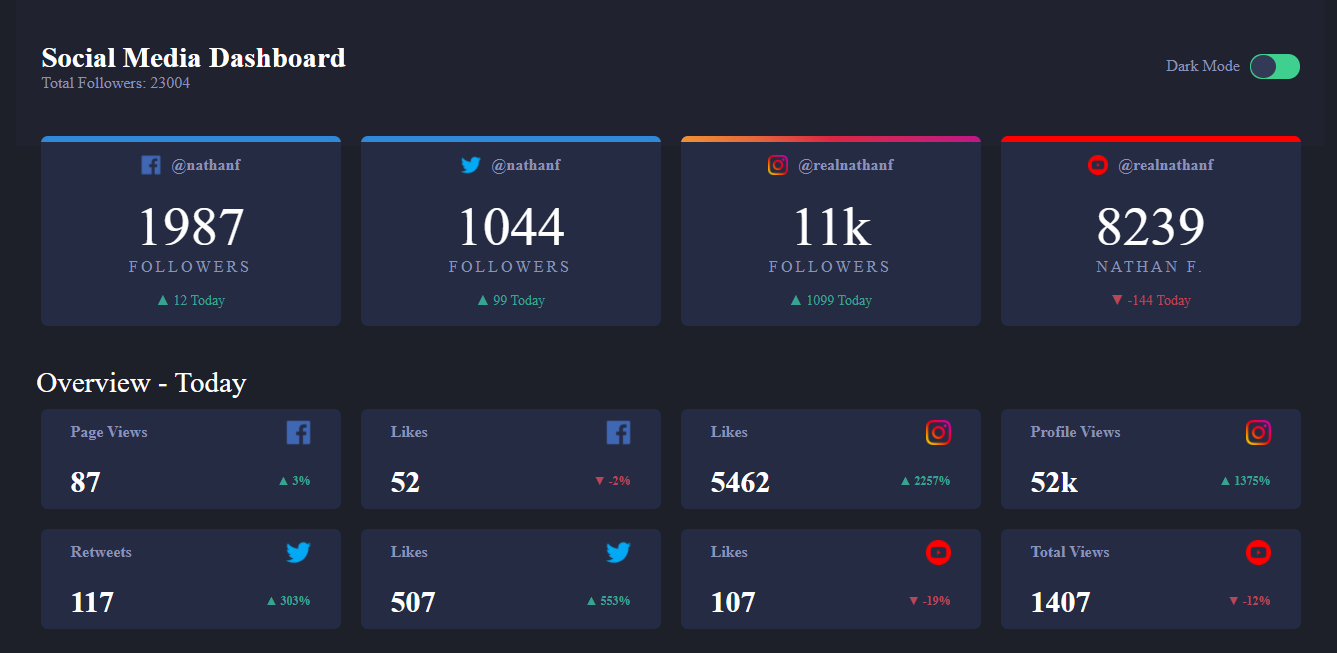 Social Media Dashboard
Total Followers: 23004
Dark Mode
@nathanf
1987
FOLLOWERS
▲ 12 Today
@nathanf
1044
FOLLOWERS
▲ 99 Today
@realnathanf
11k
FOLLOWERS
▲ 1099 Today
@realnathanf
8239
NATHAN F.
▼ -144 Today
Overview - Today
Page Views
87
▲ 3%
Likes
52
▼ -2%
Likes
5462
▲ 2257%
Profile Views
52k
▲ 1375%
Retweets
117
▲ 303%
Likes
507
▲ 553%
Likes
107
▼ -19%
Total Views
1407
▼ -12%